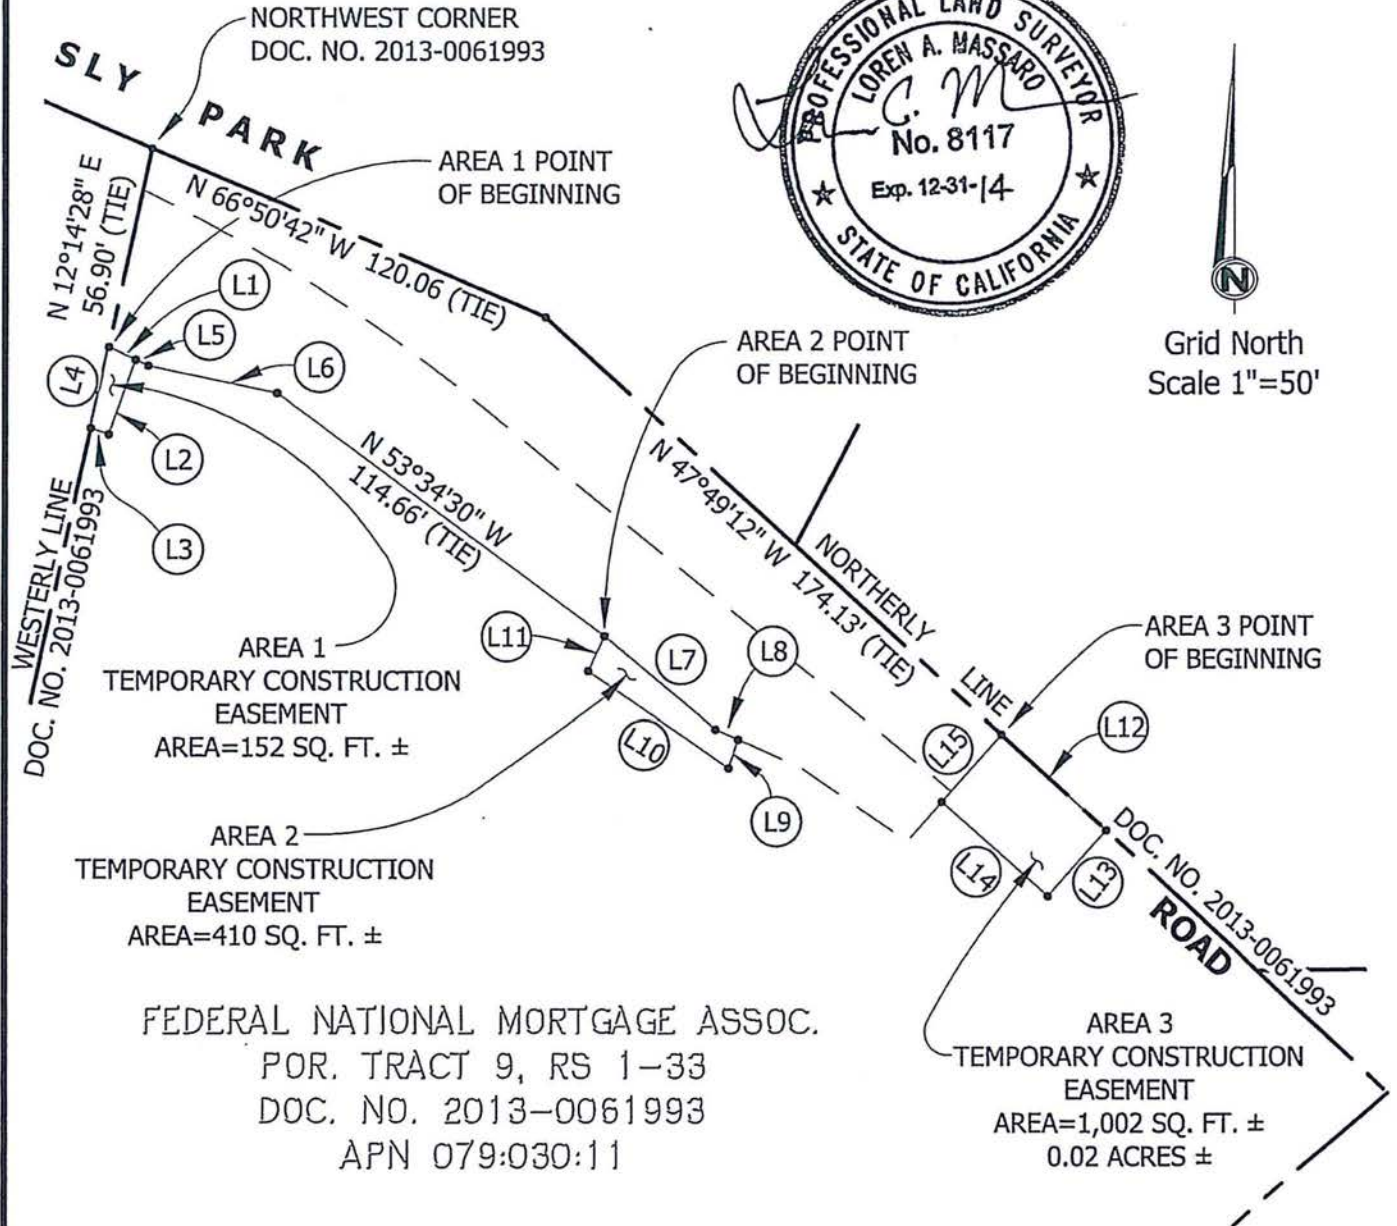 NORTHWEST CORNER
DOC. NO. 2013-0061993
SLY PARK
N 12°14'28" E
56.90' (TIE)
N 66°50'42" W 120.06 (TIE)
AREA 1 POINT
OF BEGINNING
PROFESSIONAL LAND SURVEYOR
LOREN A. MASSARO
No. 8117
Exp. 12-31-14
STATE OF CALIFORNIA
N
Grid North
Scale 1"=50'
L1
L5
L6
L4
L2
L3
N 53°34'30" W
114.66' (TIE)
AREA 2 POINT
OF BEGINNING
N 47°49'12" W 174.13' (TIE)
NORTHERLY
LINE
DOC. NO. 2013-0061993
WESTERLY LINE
DOC. NO. 2013-0061993
AREA 1
TEMPORARY CONSTRUCTION
EASEMENT
AREA=152 SQ. FT. ±
L11
L7
L8
L10
L9
AREA 3 POINT
OF BEGINNING
L15
L12
L14
L13
ROAD
AREA 2
TEMPORARY CONSTRUCTION
EASEMENT
AREA=410 SQ. FT. ±
AREA 3
TEMPORARY CONSTRUCTION
EASEMENT
AREA=1,002 SQ. FT. ±
0.02 ACRES ±
FEDERAL NATIONAL MORTGAGE ASSOC.
POR. TRACT 9, RS 1-33
DOC. NO. 2013-0061993
APN 079:030:11